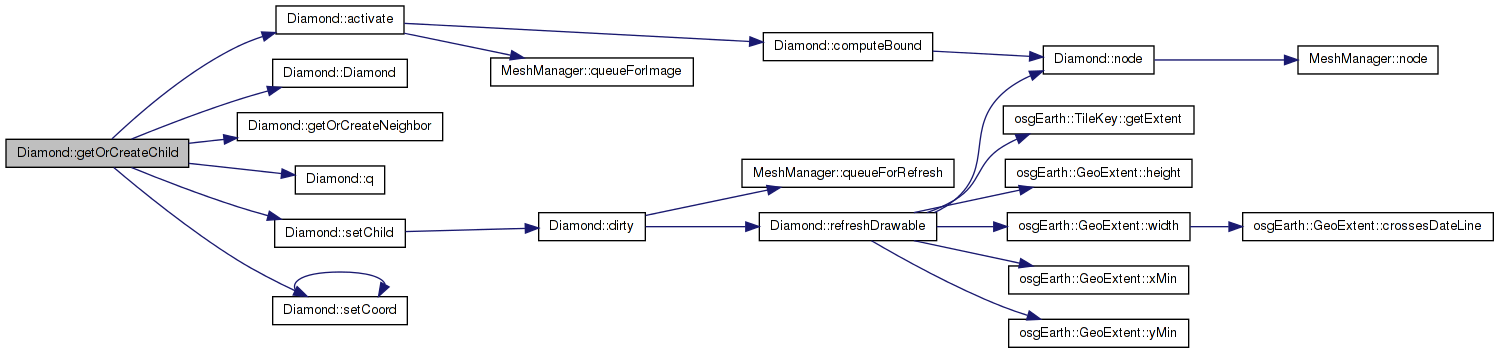 Diamond::getOrCreateChild
Diamond::activate
Diamond::Diamond
Diamond::getOrCreateNeighbor
Diamond::q
Diamond::setChild
Diamond::setCoord
MeshManager::queueForImage
Diamond::computeBound
Diamond::dirty
MeshManager::queueForRefresh
Diamond::refreshDrawable
Diamond::node
MeshManager::node
osgEarth::TileKey::getExtent
osgEarth::GeoExtent::height
osgEarth::GeoExtent::width
osgEarth::GeoExtent::crossesDateLine
osgEarth::GeoExtent::xMin
osgEarth::GeoExtent::yMin